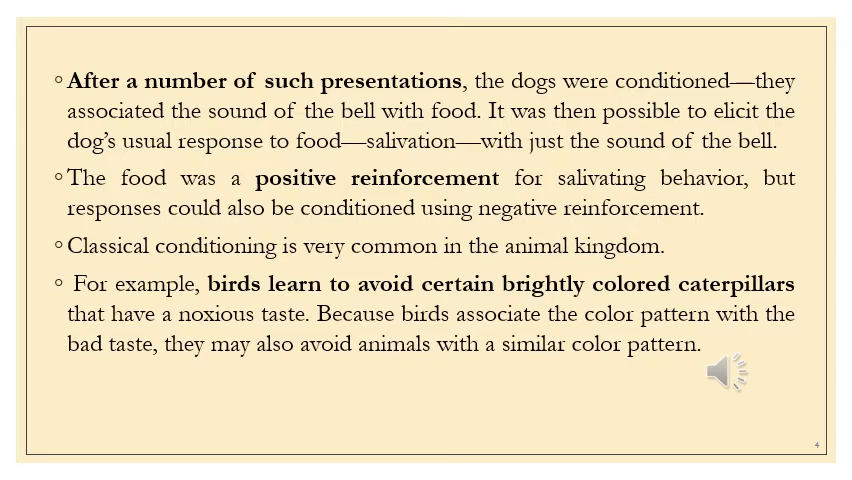 ◦ After a number of such presentations, the dogs were conditioned—they
associated the sound of the bell with food. It was then possible to elicit the
dog’s usual response to food—salivation—with just the sound of the bell.
◦ The food was a positive reinforcement for salivating behavior, but
responses could also be conditioned using negative reinforcement.
◦ Classical conditioning is very common in the animal kingdom.
◦ For example, birds learn to avoid certain brightly colored caterpillars
that have a noxious taste. Because birds associate the color pattern with the
bad taste, they may also avoid animals with a similar color pattern.
4